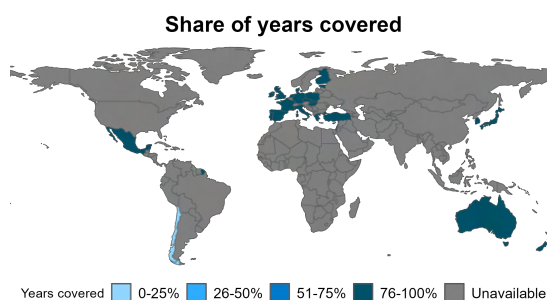 Share of years covered
Years covered 0-25% 26-50% 51-75% 76-100% Unavailable